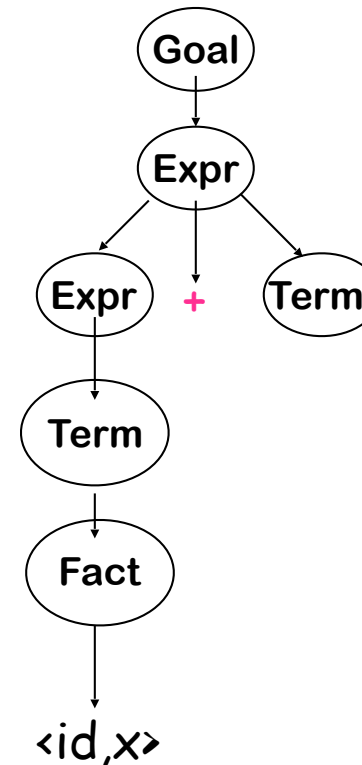 Goal
Expr
Expr + Term
Term
Fact
<id,x>